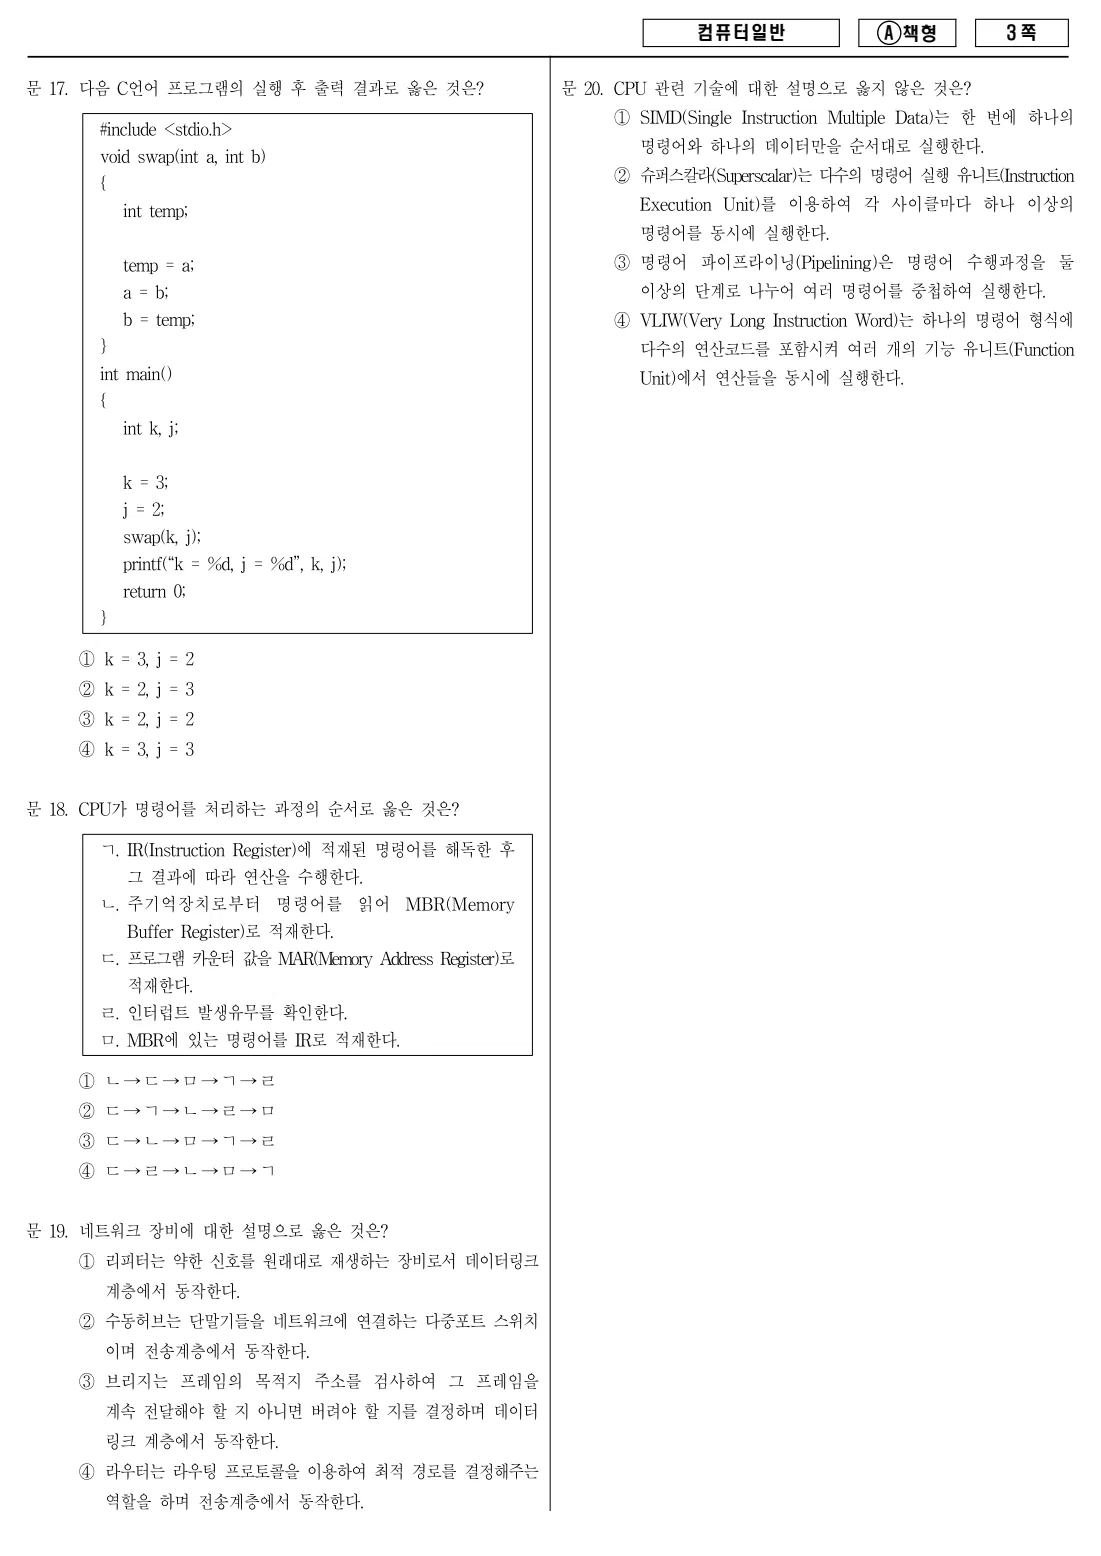 컴퓨터일반
Ⓐ책형
3쪽
문 17. 다음 C언어 프로그램의 실행 후 출력 결과로 옳은 것은?
#include <stdio.h>
void swap(int a, int b)
{
int temp;
temp = a;
a = b;
b = temp;
}
int main()
{
int k, j;
k = 3;
j = 2;
swap(k, j);
printf(“k = %d, j = %d”, k, j);
return 0;
}
① k = 3, j = 2
② k = 2, j = 3
③ k = 2, j = 2
④ k = 3, j = 3
문 18. CPU가 명령어를 처리하는 과정의 순서로 옳은 것은?
ㄱ. IR(Instruction Register)에 적재된 명령어를 해독한 후
그 결과에 따라 연산을 수행한다.
ㄴ. 주기억장치로부터 명령어를 읽어 MBR(Memory
Buffer Register)로 적재한다.
ㄷ. 프로그램 카운터 값을 MAR(Memory Address Register)로
적재한다.
ㄹ. 인터럽트 발생유무를 확인한다.
ㅁ. MBR에 있는 명령어를 IR로 적재한다.
① ㄴ→ㄷ→ㅁ→ㄱ→ㄹ
② ㄷ→ㄱ→ㄴ→ㄹ→ㅁ
③ ㄷ→ㄴ→ㅁ→ㄱ→ㄹ
④ ㄷ→ㄹ→ㄴ→ㅁ→ㄱ
문 19. 네트워크 장비에 대한 설명으로 옳은 것은?
① 리피터는 약한 신호를 원래대로 재생하는 장비로서 데이터링크
계층에서 동작한다.
② 수동허브는 단말기들을 네트워크에 연결하는 다중포트 스위치
이며 전송계층에서 동작한다.
③ 브리지는 프레임의 목적지 주소를 검사하여 그 프레임을
계속 전달해야 할 지 아니면 버려야 할 지를 결정하며 데이터
링크 계층에서 동작한다.
④ 라우터는 라우팅 프로토콜을 이용하여 최적 경로를 결정해주는
역할을 하며 전송계층에서 동작한다.
문 20. CPU 관련 기술에 대한 설명으로 옳지 않은 것은?
① SIMD(Single Instruction Multiple Data)는 한 번에 하나의
명령어와 하나의 데이터만을 순서대로 실행한다.
② 슈퍼스칼라(Superscalar)는 다수의 명령어 실행 유니트(Instruction
Execution Unit)를 이용하여 각 사이클마다 하나 이상의
명령어를 동시에 실행한다.
③ 명령어 파이프라이닝(Pipelining)은 명령어 수행과정을 둘
이상의 단계로 나누어 여러 명령어를 중첩하여 실행한다.
④ VLIW(Very Long Instruction Word)는 하나의 명령어 형식에
다수의 연산코드를 포함시켜 여러 개의 기능 유니트(Function
Unit)에서 연산들을 동시에 실행한다.